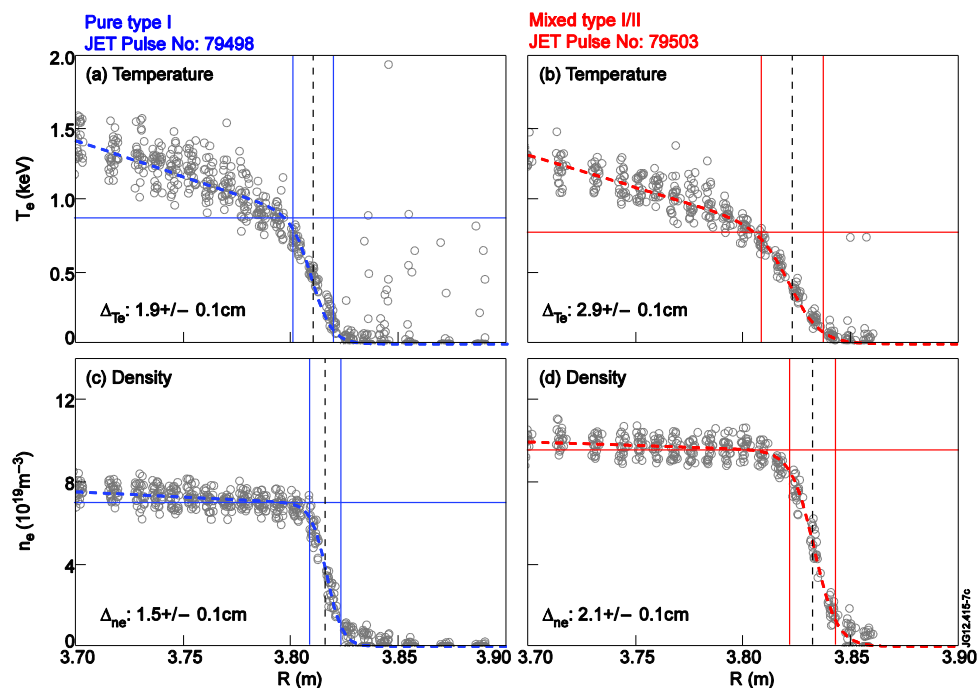 Pure type I
JET Pulse No: 79498
Mixed type I/II
JET Pulse No: 79503
2.0
(a) Temperature
(b) Temperature
1.5
1.0
0.5
0
Te (keV)
ΔTe: 1.9+/− 0.1cm
ΔTe: 2.9+/− 0.1cm
(c) Density
(d) Density
12
8
4
0
ne (10¹⁹m⁻³)
Δne: 1.5+/− 0.1cm
Δne: 2.1+/− 0.1cm
3.70 3.75 3.80 3.85 3.90 3.70 3.75 3.80 3.85 3.90
R (m) R (m)
JG12.415-7c